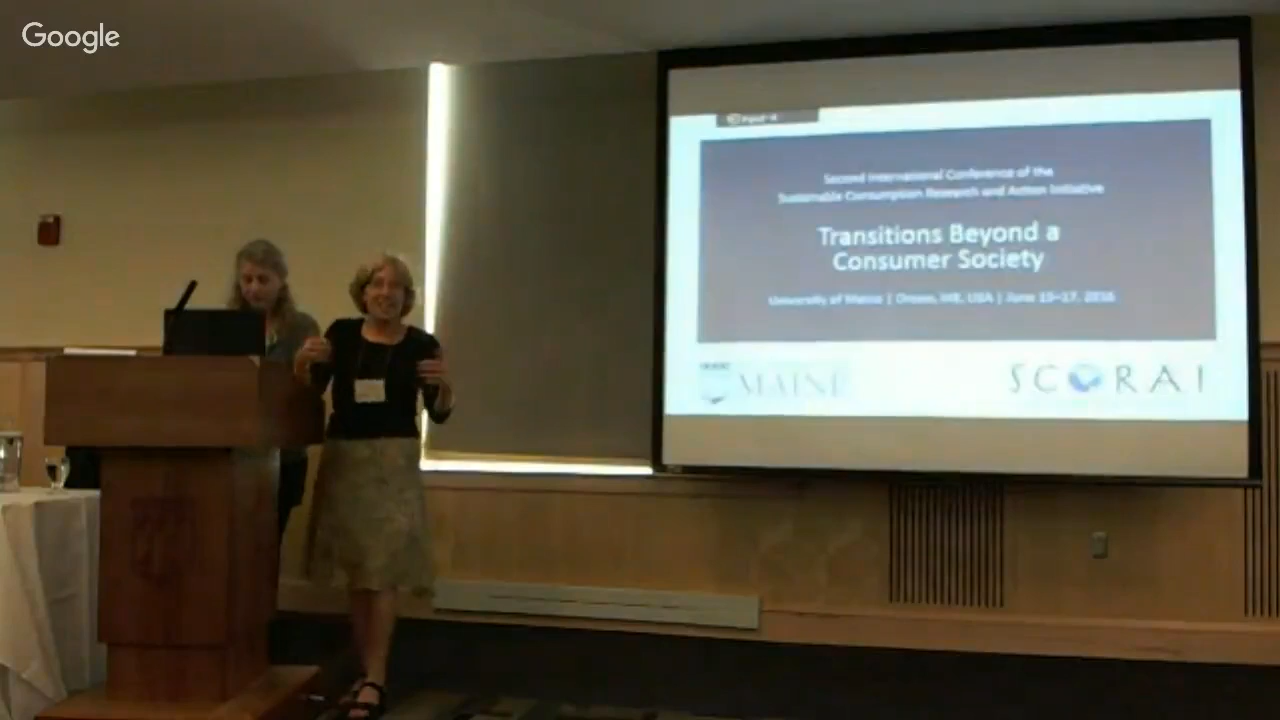 Google
Second International Conference of the
Sustainable Consumption Research and Action Initiative
Transitions Beyond a
Consumer Society
University of Maine | Orono, ME, USA | June 15-17, 2016
MAINE
SCORAI